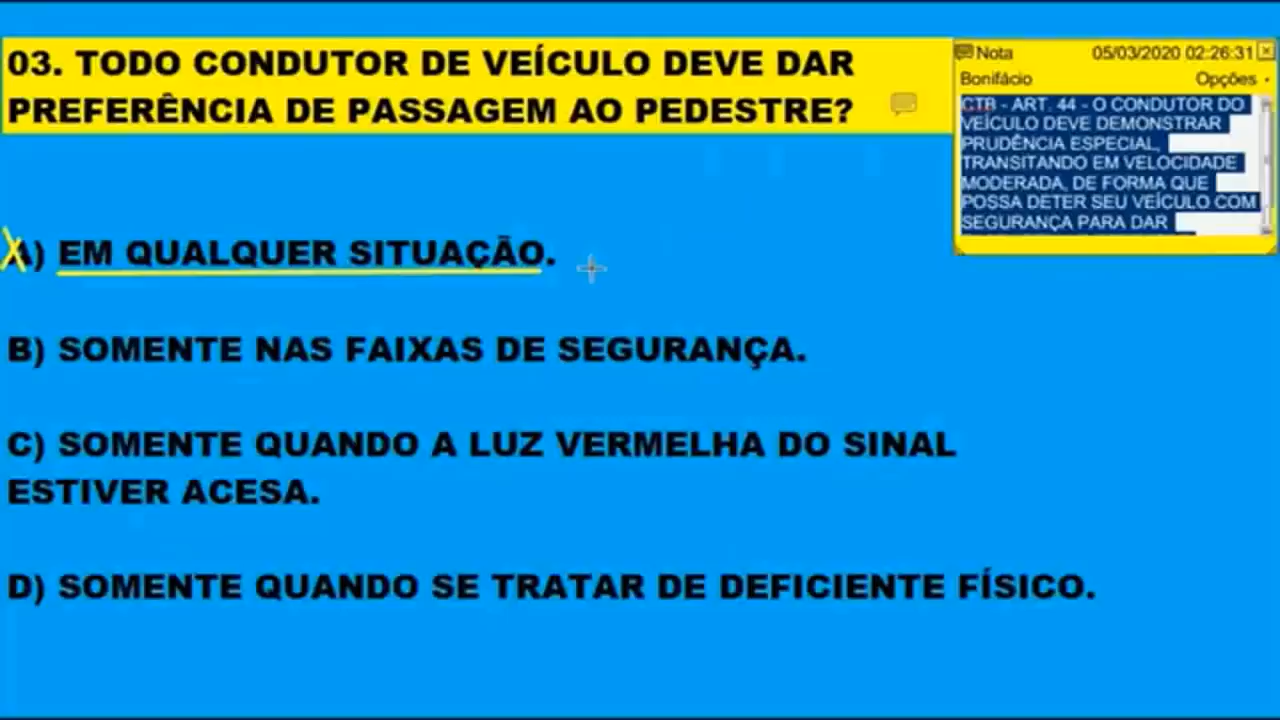 03. TODO CONDUTOR DE VEÍCULO DEVE DAR
PREFERÊNCIA DE PASSAGEM AO PEDESTRE?
Nota 05/03/2020 02:26:31
Bonifácio Opções
CTB - ART. 44 - O CONDUTOR DO
VEÍCULO DEVE DEMONSTRAR
PRUDÊNCIA ESPECIAL,
TRANSITANDO EM VELOCIDADE
MODERADA, DE FORMA QUE
POSSA DETER SEU VEÍCULO COM
SEGURANÇA PARA DAR
A) EM QUALQUER SITUAÇÃO.
B) SOMENTE NAS FAIXAS DE SEGURANÇA.
C) SOMENTE QUANDO A LUZ VERMELHA DO SINAL
ESTIVER ACESA.
D) SOMENTE QUANDO SE TRATAR DE DEFICIENTE FÍSICO.